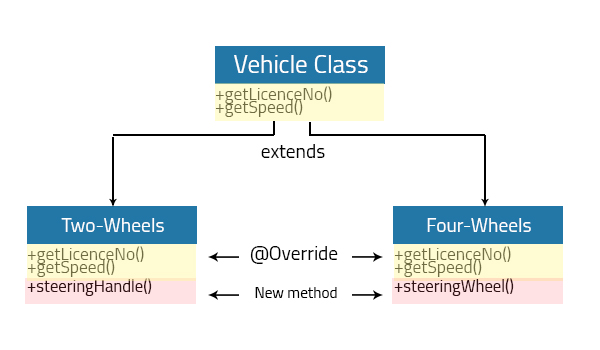 Vehicle Class
+getLicenceNo()
+getSpeed()
extends
Two-Wheels
+getLicenceNo()
+getSpeed()
+steeringHandle()
@Override
New method
Four-Wheels
+getLicenceNo()
+getSpeed()
+steeringWheel()